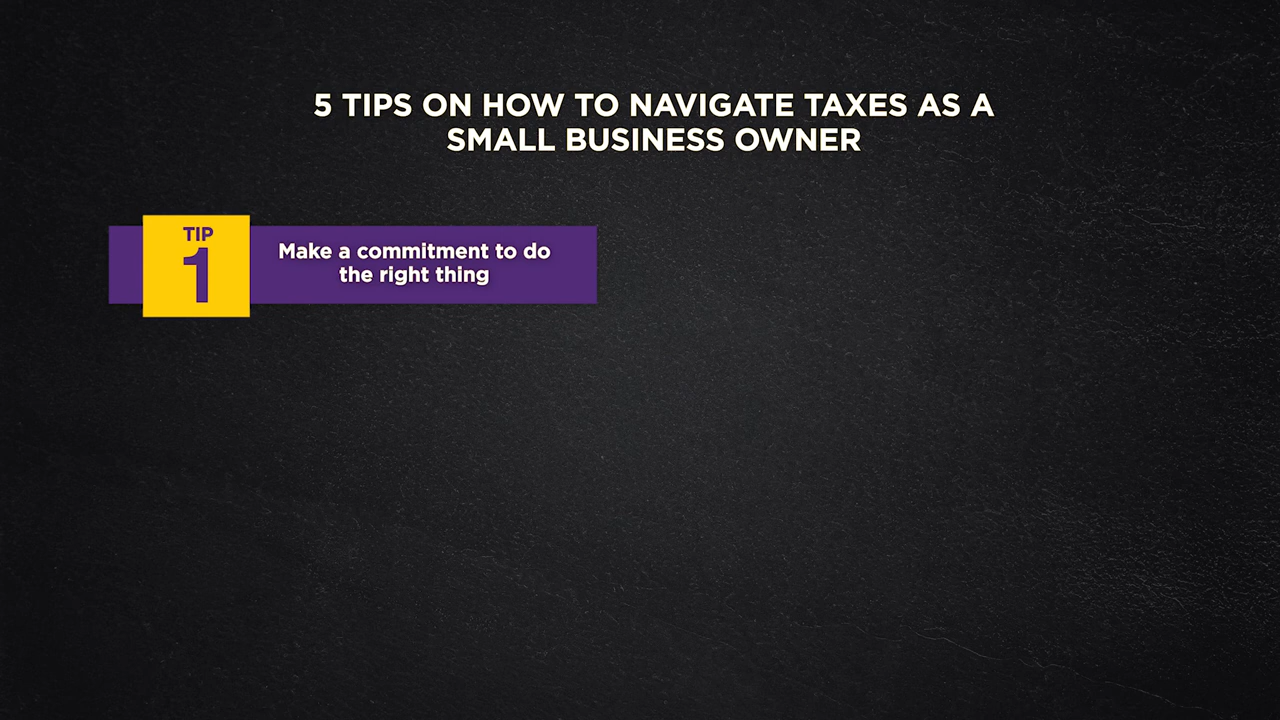 5 TIPS ON HOW TO NAVIGATE TAXES AS A
SMALL BUSINESS OWNER
TIP
1
Make a commitment to do
the right thing